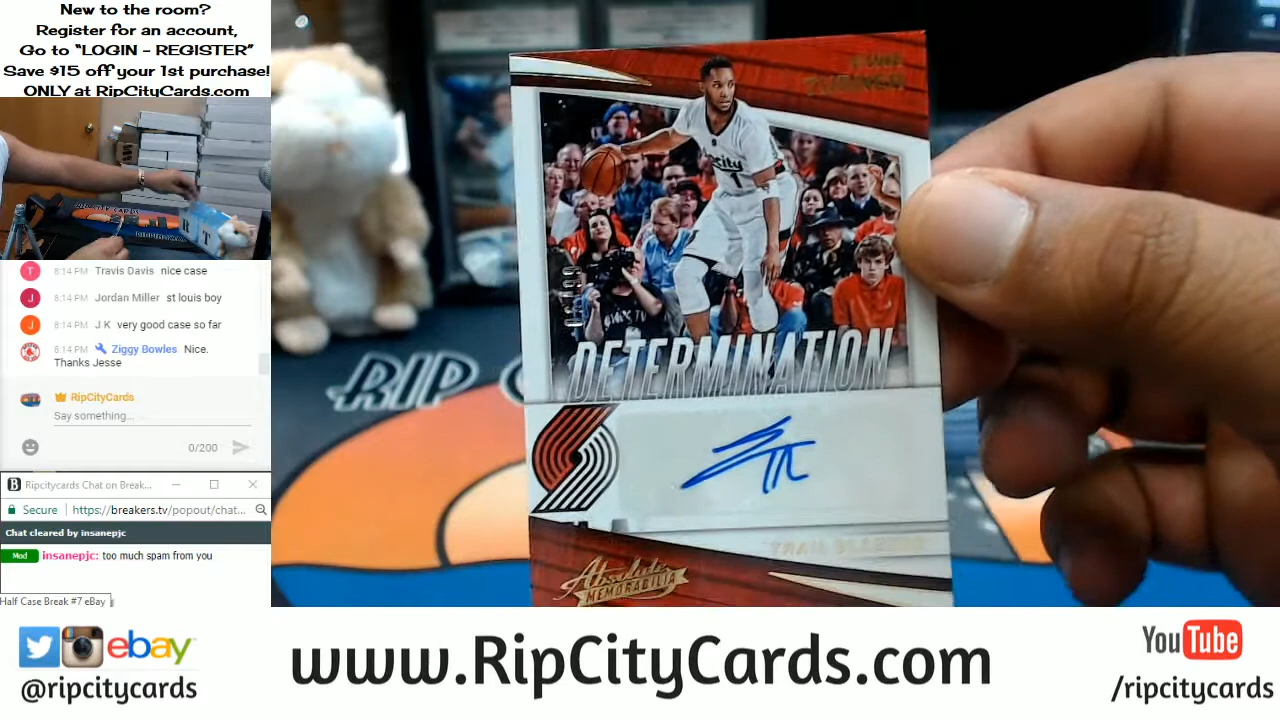 New to the room?
Register for an account,
Go to “LOGIN - REGISTER”
Save $15 off your 1st purchase!
ONLY at RipCityCards.com
T 8:14 PM Travis Davis nice case
J 8:14 PM Jordan Miller st louis boy
J 8:14 PM J K very good case so far
8:14 PM Ziggy Bowles Nice.
Thanks Jesse
RipCityCards
Say something...
0/200
B Ripcitycards Chat on Break...
Secure https://breakers.tv/popout/chat...
Chat cleared by insanepjc
Mod insanepjc: too much spam from you
Half Case Break #7 eBay
RIP
DETERMINATION
TRAIL BLAZERS
Absolute
MEMORABILIA
ebay
@ripcitycards
www.RipCityCards.com
YouTube
/ripcitycards